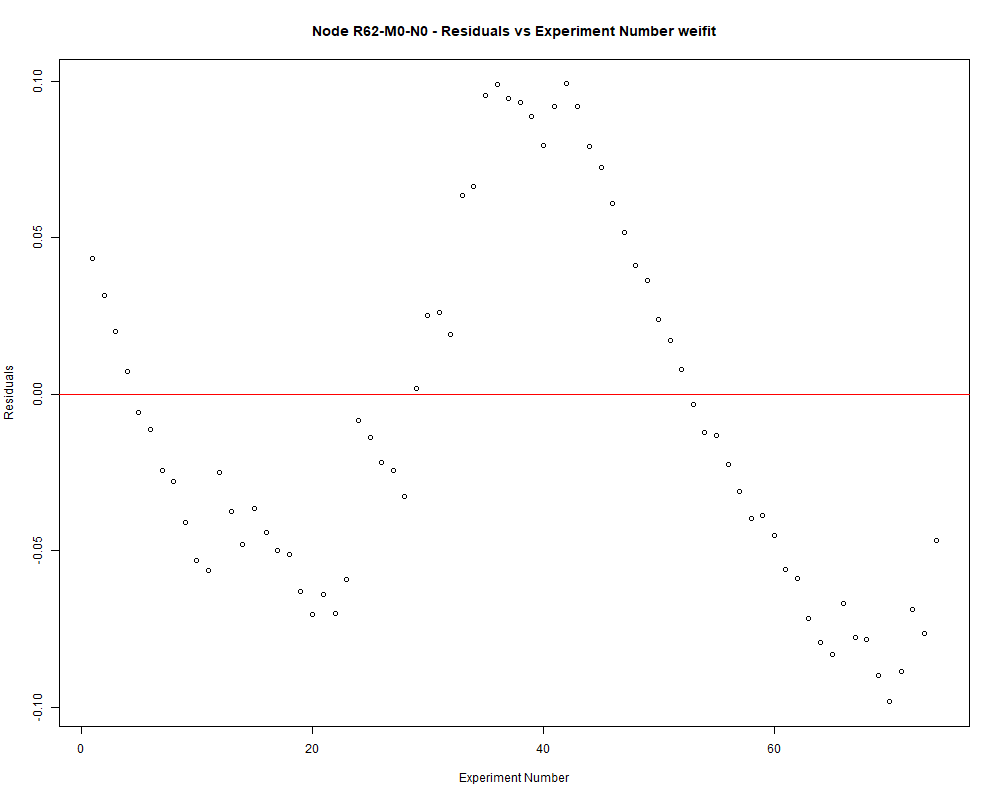 Node R62-M0-N0 - Residuals vs Experiment Number weifit
0.10
0.05
0.00
-0.05
-0.10
Residuals
0 20 40 60
Experiment Number